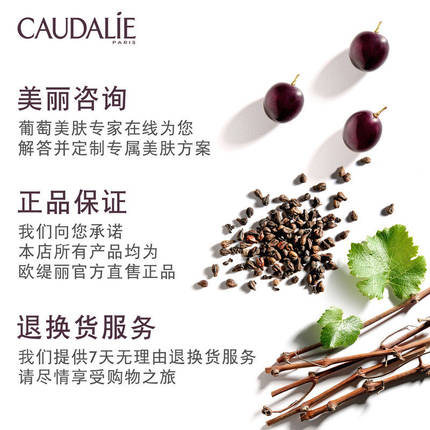 CAUDALÍE
PARIS
美丽咨询
葡萄美肤专家在线为您
解答并定制专属美肤方案
正品保证
我们向您承诺
本店所有产品均为
欧缇丽官方直售正品
退换货服务
我们提供7天无理由退换货服务
请尽情享受购物之旅